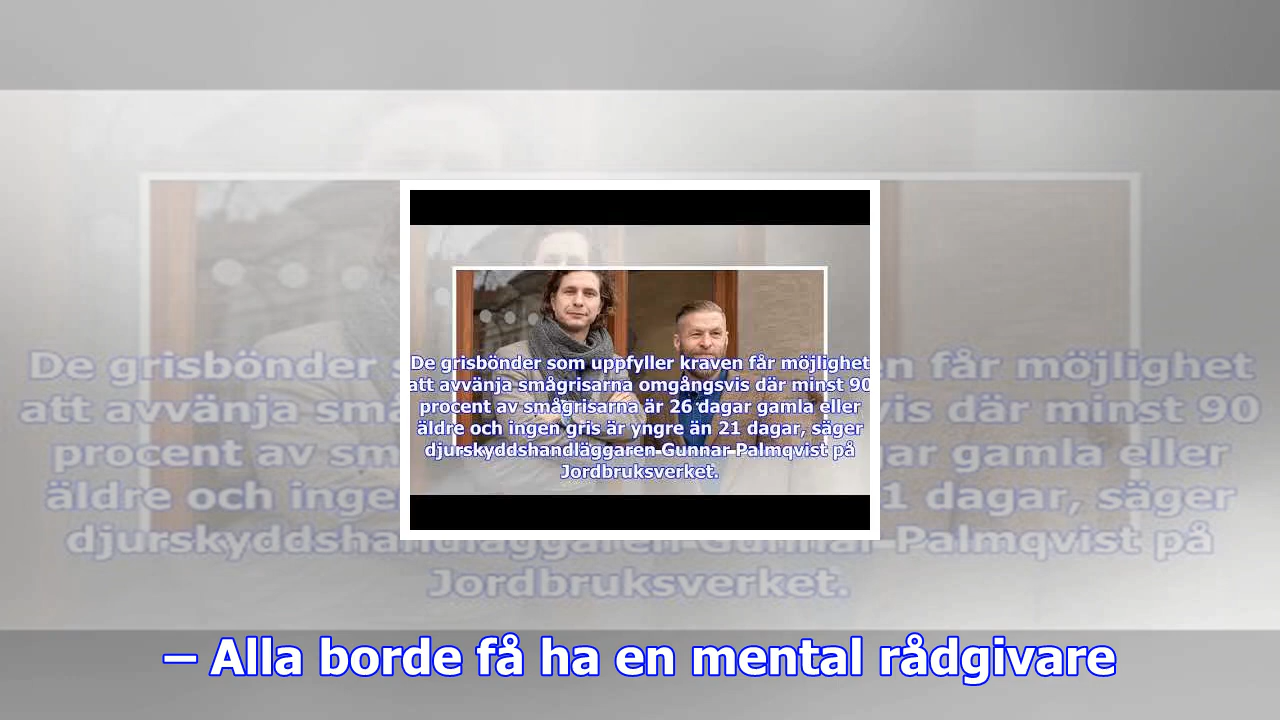 De grisbönder som uppfyller kraven får möjlighet
att avvänja smågrisarna omgångsvis där minst 90
procent av smågrisarna är 26 dagar gamla eller
äldre och ingen gris är yngre än 21 dagar, säger
djurskyddshandläggaren Gunnar Palmqvist på
Jordbruksverket.
– Alla borde få ha en mental rådgivare